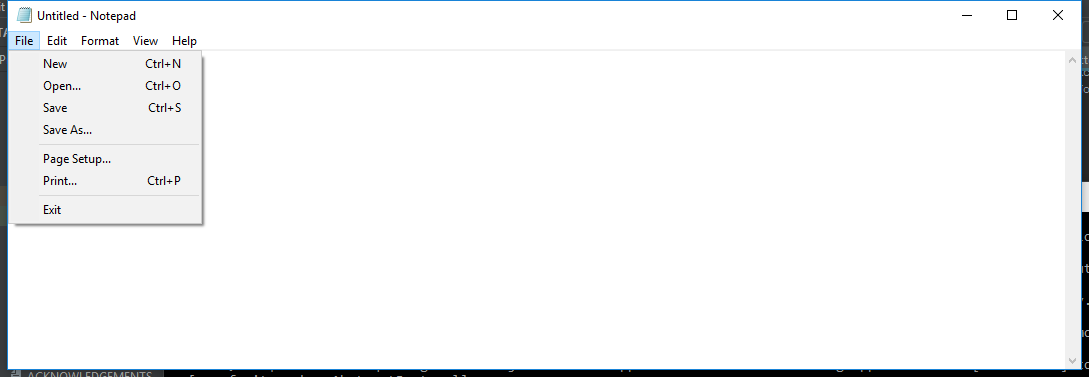 Untitled - Notepad
File Edit Format View Help
New Ctrl+N
Open... Ctrl+O
Save Ctrl+S
Save As...
Page Setup...
Print... Ctrl+P
Exit
ACKNOWLEDGEMENTS